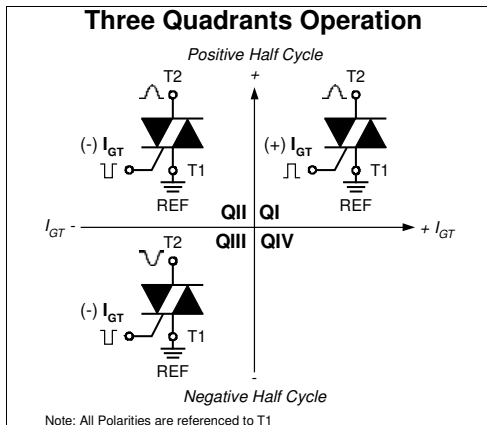 Three Quadrants Operation
Positive Half Cycle
+
T2
(-) IGT
T1
REF
T2
(+) IGT
T1
REF
QII QI
IGT -
+ IGT
QIII QIV
T2
(-) IGT
T1
REF
-
Negative Half Cycle
Note: All Polarities are referenced to T1